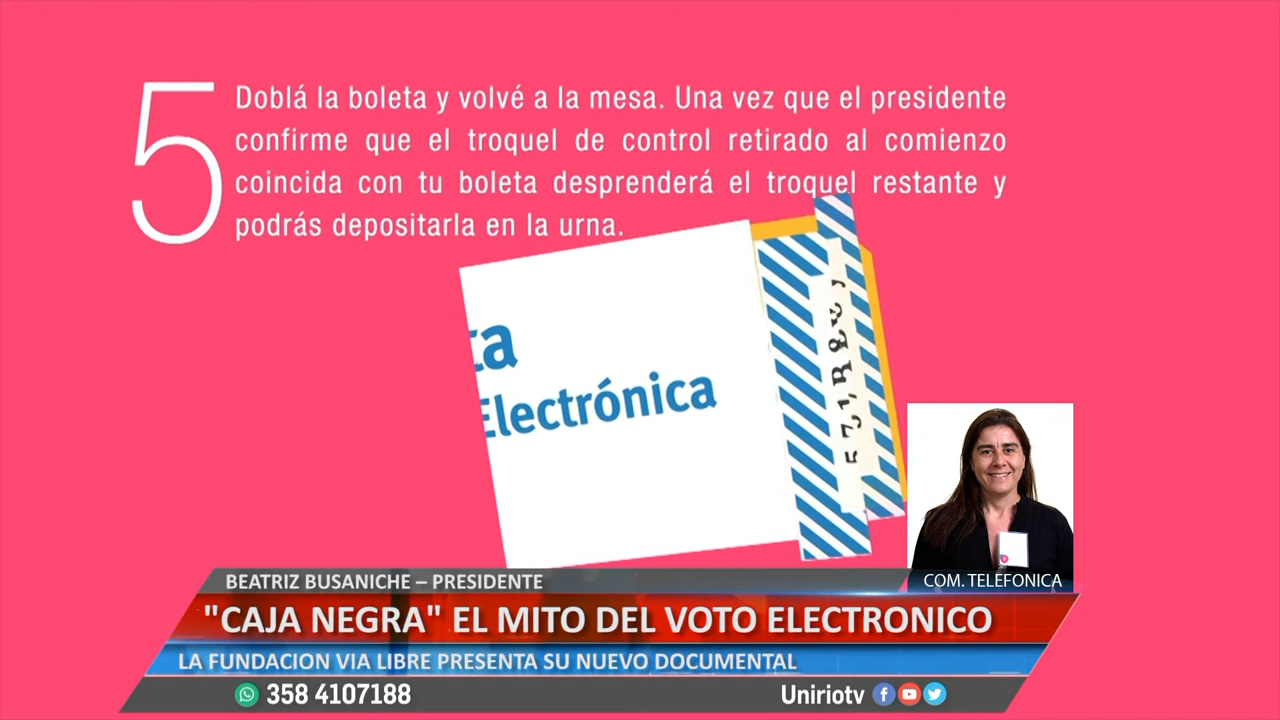 5
Doblá la boleta y volvé a la mesa. Una vez que el presidente
confirme que el troquel de control retirado al comienzo
coincida con tu boleta desprenderá el troquel restante y
podrás depositarla en la urna.
ta
Electrónica
COM. TELEFONICA
BEATRIZ BUSANICHE – PRESIDENTE
"CAJA NEGRA" EL MITO DEL VOTO ELECTRONICO
LA FUNDACION VIA LIBRE PRESENTA SU NUEVO DOCUMENTAL
358 4107188
Uniriotv